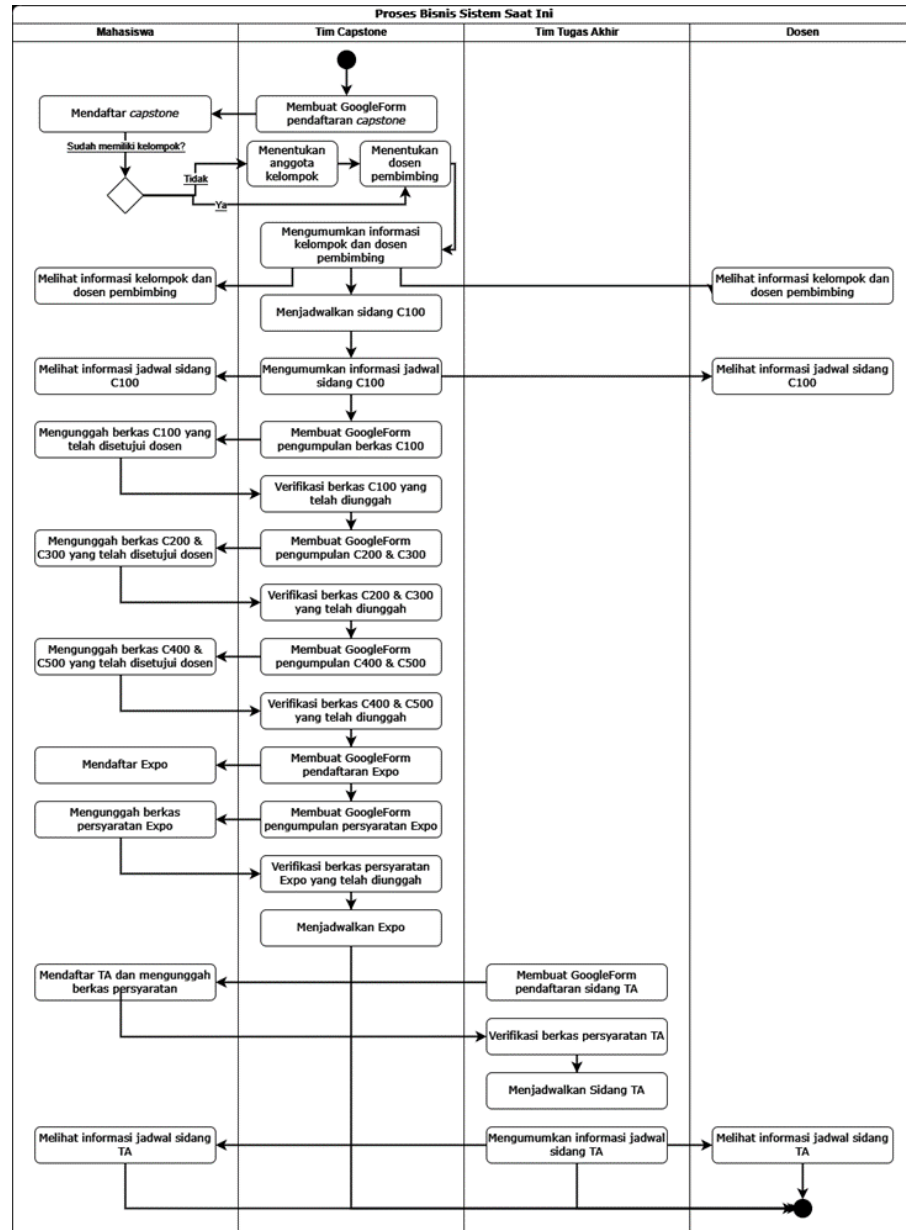 Proses Bisnis Sistem Saat Ini
Mahasiswa
Tim Capstone
Tim Tugas Akhir
Dosen
Mendaftar capstone
Membuat GoogleForm
pendaftaran capstone
Sudah memiliki kelompok?
Tidak
Ya
Menentukan
anggota
kelompok
Menentukan
dosen
pembimbing
Mengumumkan informasi
kelompok dan dosen
pembimbing
Melihat informasi kelompok dan
dosen pembimbing
Melihat informasi kelompok dan
dosen pembimbing
Menjadwalkan sidang C100
Melihat informasi jadwal sidang
C100
Mengumumkan informasi jadwal
sidang C100
Melihat informasi jadwal sidang
C100
Mengunggah berkas C100 yang
telah disetujui dosen
Membuat GoogleForm
pengumpulan berkas C100
Verifikasi berkas C100 yang
telah diunggah
Mengunggah berkas C200 &
C300 yang telah disetujui dosen
Membuat GoogleForm
pengumpulan C200 & C300
Verifikasi berkas C200 & C300
yang telah diunggah
Mengunggah berkas C400 &
C500 yang telah disetujui dosen
Membuat GoogleForm
pengumpulan C400 & C500
Verifikasi berkas C400 & C500
yang telah diunggah
Mendaftar Expo
Membuat GoogleForm
pendaftaran Expo
Mengunggah berkas
persyaratan Expo
Membuat GoogleForm
pengumpulan persyaratan Expo
Verifikasi berkas persyaratan
Expo yang telah diunggah
Menjadwalkan Expo
Mendaftar TA dan mengunggah
berkas persyaratan
Membuat GoogleForm
pendaftaran sidang TA
Verifikasi berkas persyaratan TA
Menjadwalkan Sidang TA
Melihat informasi jadwal sidang
TA
Mengumumkan informasi jadwal
sidang TA
Melihat informasi jadwal sidang
TA